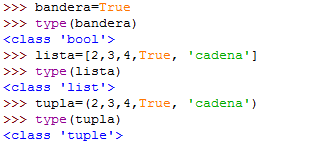 >>> bandera=True
>>> type(bandera)
<class 'bool'>
>>> lista=[2,3,4,True, 'cadena']
>>> type(lista)
<class 'list'>
>>> tupla=(2,3,4,True, 'cadena')
>>> type(tupla)
<class 'tuple'>